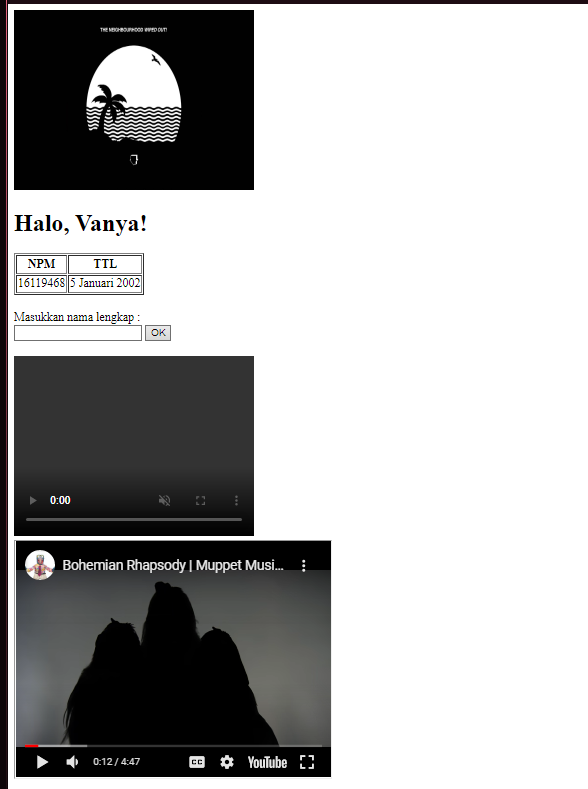 THE NEIGHBOURHOOD WIPED OUT!
Halo, Vanya!
NPM TTL
16119468 5 Januari 2002
Masukkan nama lengkap :
OK
0:00
Bohemian Rhapsody | Muppet Musi...
0:12 / 4:47 CC YouTube